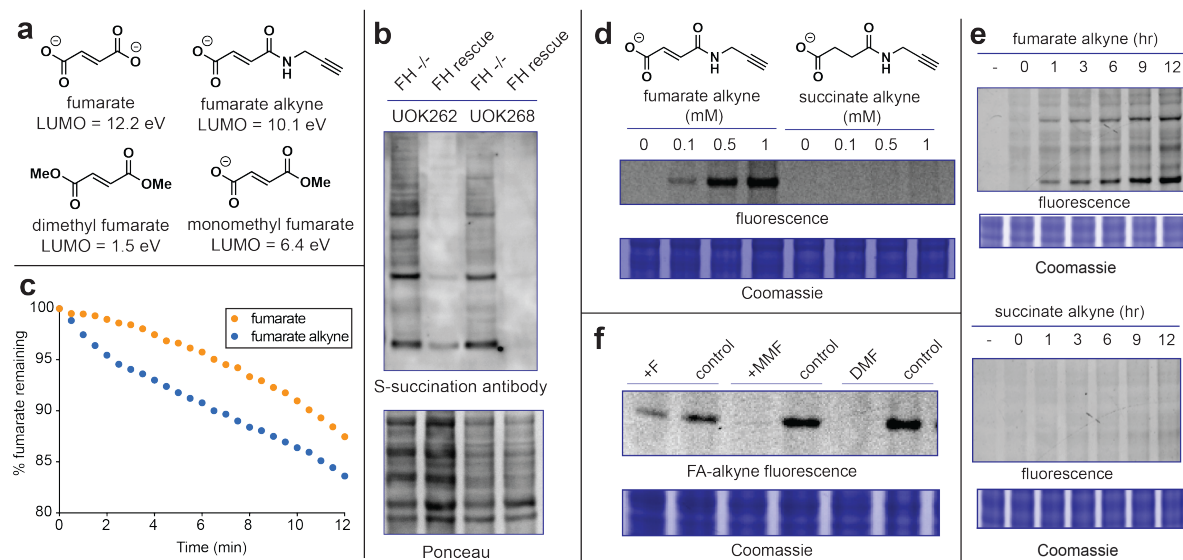 a
O
⊖
O
O
O
⊖
fumarate
LUMO = 12.2 eV
O
⊖
O
O
N
H
fumarate alkyne
LUMO = 10.1 eV
MeO
O
O
OMe
dimethyl fumarate
LUMO = 1.5 eV
O
⊖
O
O
OMe
monomethyl fumarate
LUMO = 6.4 eV
b
FH -/-
FH rescue
FH -/-
FH rescue
UOK262 UOK268
S-succination antibody
Ponceau
c
fumarate
fumarate alkyne
% fumarate remaining
100
95
90
85
80
0 2 4 6 8 10 12
Time (min)
d
O
⊖
O
O
N
H
O
⊖
O
O
N
H
fumarate alkyne
(mM)
succinate alkyne
(mM)
0 0.1 0.5 1 0 0.1 0.5 1
fluorescence
Coomassie
e
fumarate alkyne (hr)
- 0 1 3 6 9 12
fluorescence
Coomassie
succinate alkyne (hr)
- 0 1 3 6 9 12
fluorescence
Coomassie
f
+F control +MMF control DMF control
FA-alkyne fluorescence
Coomassie